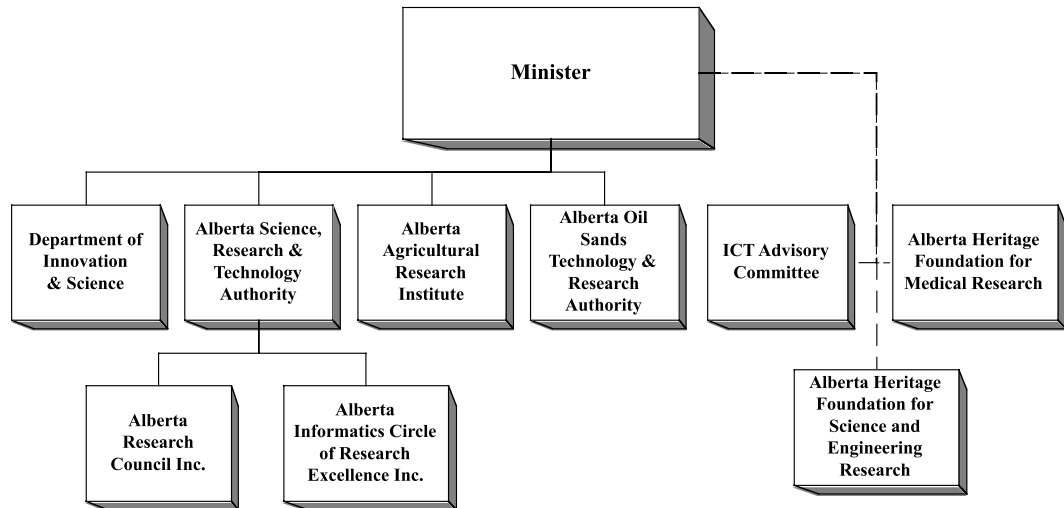 Minister
Department of
Innovation
& Science
Alberta Science,
Research &
Technology
Authority
Alberta
Agricultural
Research
Institute
Alberta Oil
Sands
Technology &
Research
Authority
ICT Advisory
Committee
Alberta Heritage
Foundation for
Medical Research
Alberta
Research
Council Inc.
Alberta
Informatics Circle
of Research
Excellence Inc.
Alberta Heritage
Foundation for
Science and
Engineering
Research